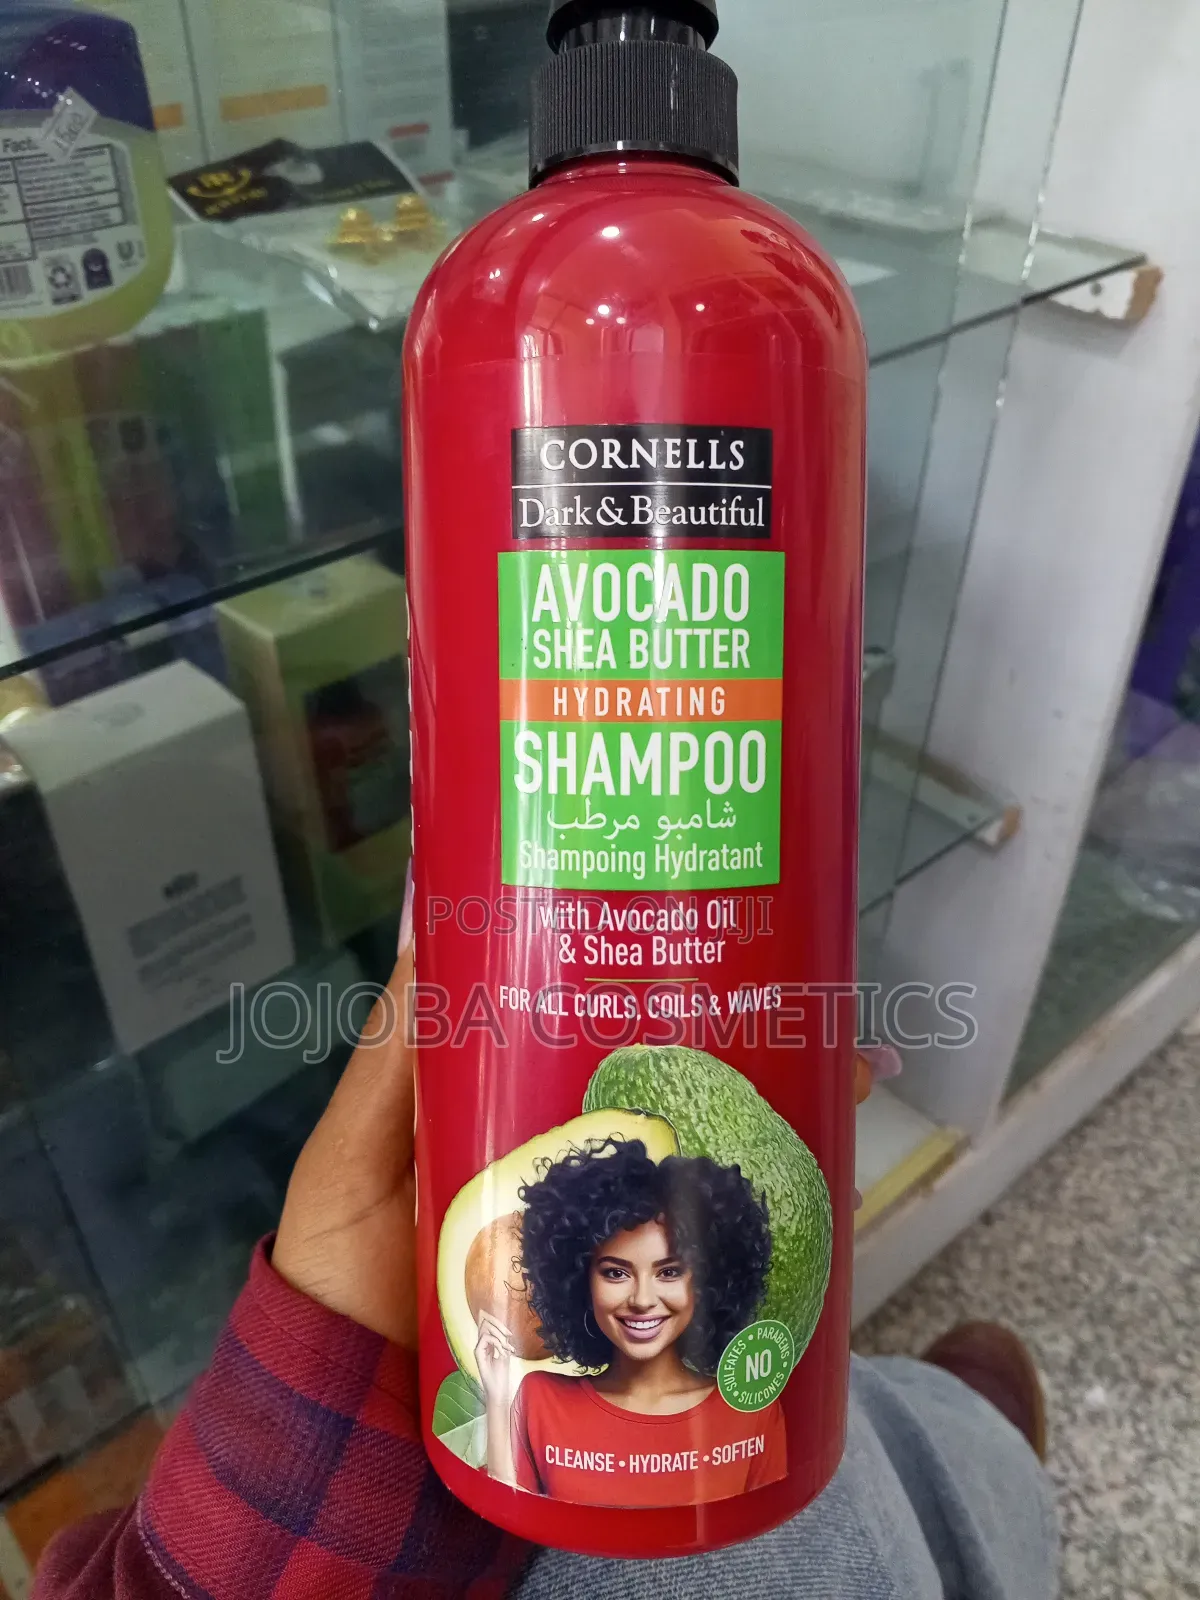 Fact
CORNELLS
Dark & Beautiful
AVOCADO
SHEA BUTTER
HYDRATING
SHAMPOO
شامبو مرطب
Shampoing Hydratant
POSTED ON JIJI
with Avocado Oil
& Shea Butter
FOR ALL CURLS, COILS & WAVES
JOJOBA COSMETICS
SULFATES • PARABENS • SILICONES •
NO
CLEANSE • HYDRATE • SOFTEN